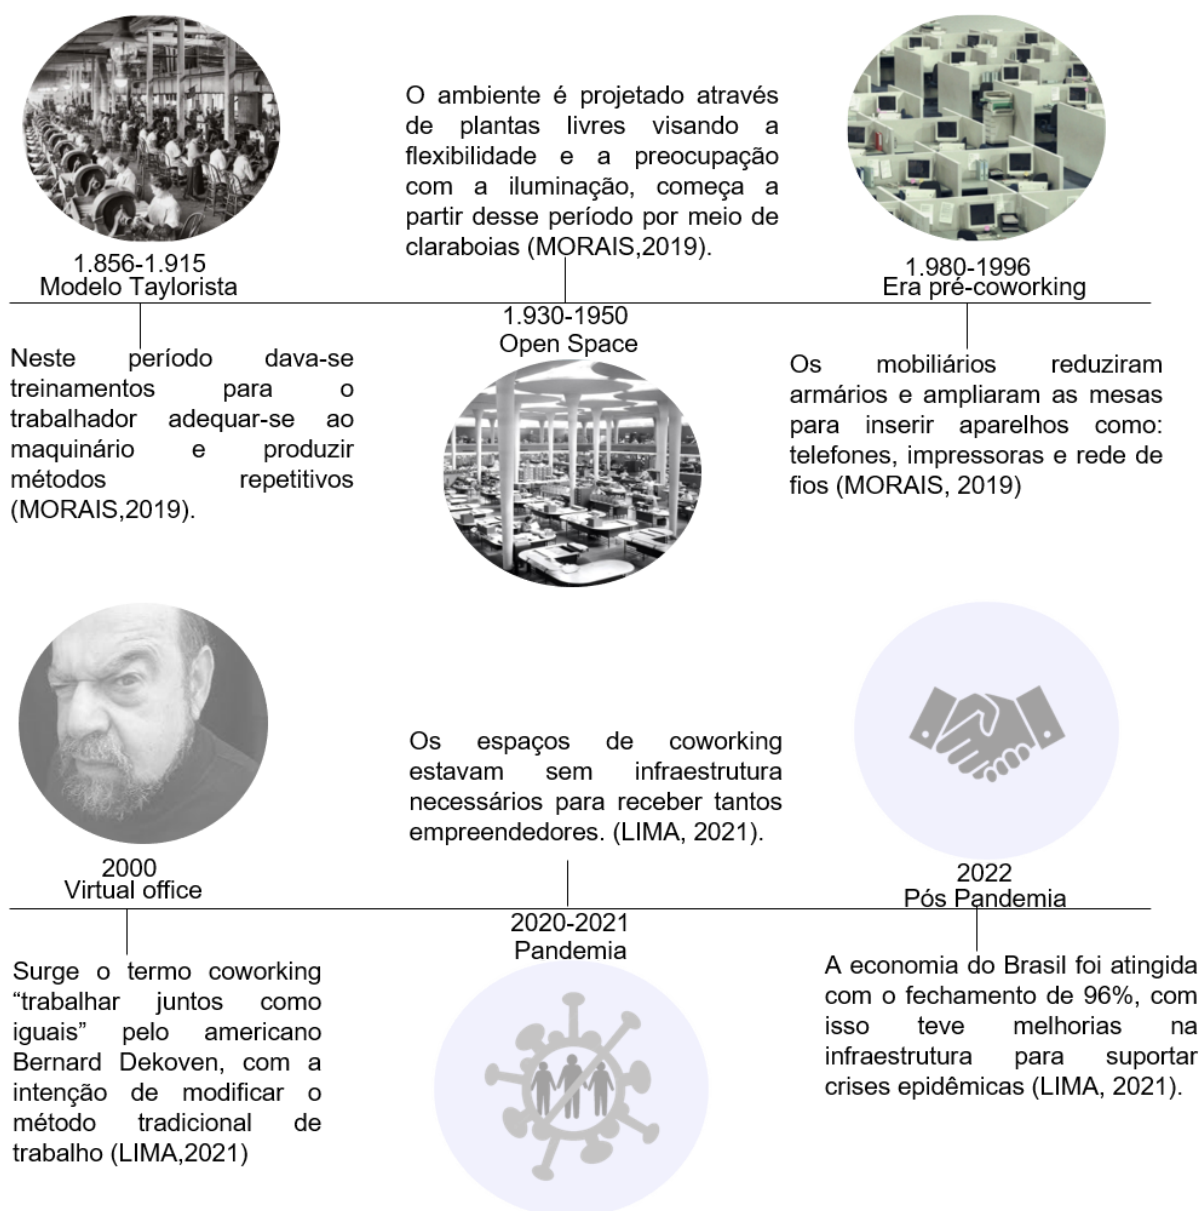 1.856-1.915
Modelo Taylorista
Neste período dava-se
treinamentos para o
trabalhador adequar-se ao
maquinário e produzir
métodos repetitivos
(MORAIS,2019).
O ambiente é projetado através
de plantas livres visando a
flexibilidade e a preocupação
com a iluminação, começa a
partir desse período por meio de
claraboias (MORAIS,2019).
1.930-1950
Open Space
1.980-1996
Era pré-coworking
Os mobiliários reduziram
armários e ampliaram as mesas
para inserir aparelhos como:
telefones, impressoras e rede de
fios (MORAIS, 2019)
2000
Virtual office
Surge o termo coworking
“trabalhar juntos como
iguais” pelo americano
Bernard Dekoven, com a
intenção de modificar o
método tradicional de
trabalho (LIMA,2021)
Os espaços de coworking
estavam sem infraestrutura
necessários para receber tantos
empreendedores. (LIMA, 2021).
2020-2021
Pandemia
2022
Pós Pandemia
A economia do Brasil foi atingida
com o fechamento de 96%, com
isso teve melhorias na
infraestrutura para suportar
crises epidêmicas (LIMA, 2021).